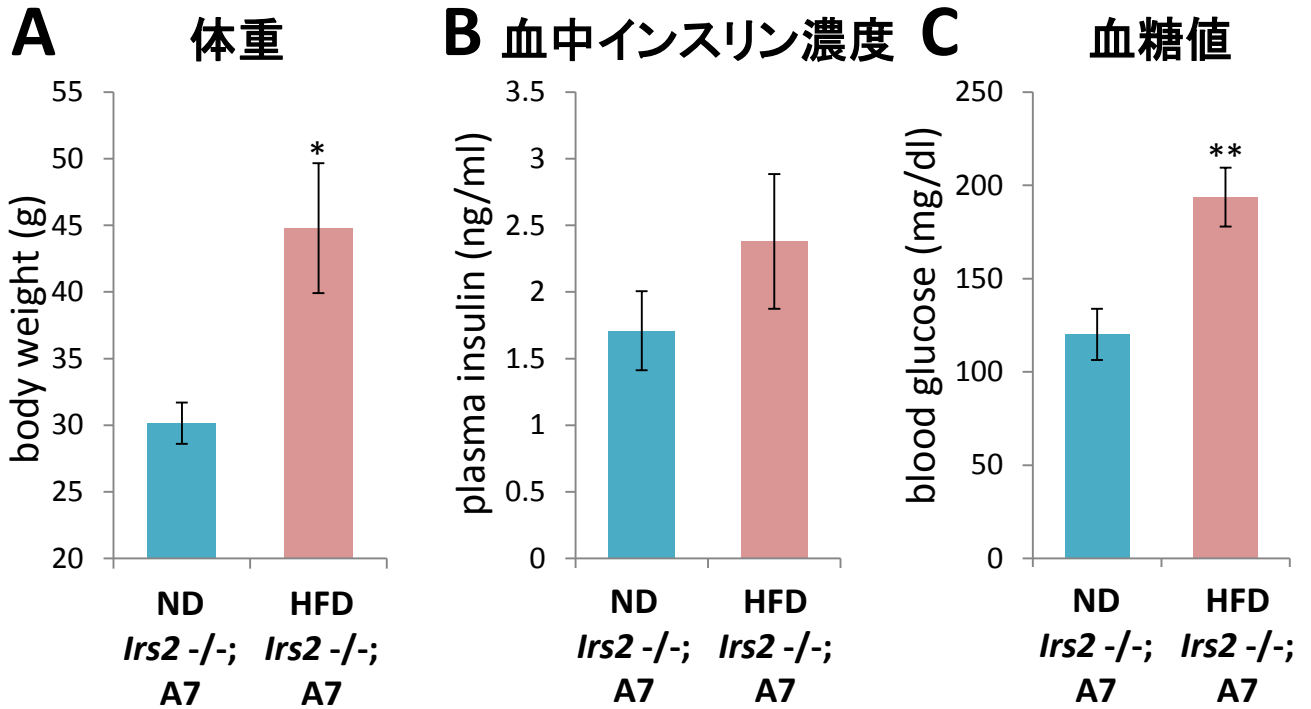 A 体重
body weight (g)
55
50
45
40
35
30
25
20
*
ND
HFD
Irs2 -/-;
Irs2 -/-;
A7
A7
B 血中インスリン濃度
plasma insulin (ng/ml)
3.5
3
2.5
2
1.5
1
0.5
0
ND
HFD
Irs2 -/-;
Irs2 -/-;
A7
A7
C 血糖値
blood glucose (mg/dl)
250
200
150
100
50
0
**
ND
HFD
Irs2 -/-;
Irs2 -/-;
A7
A7